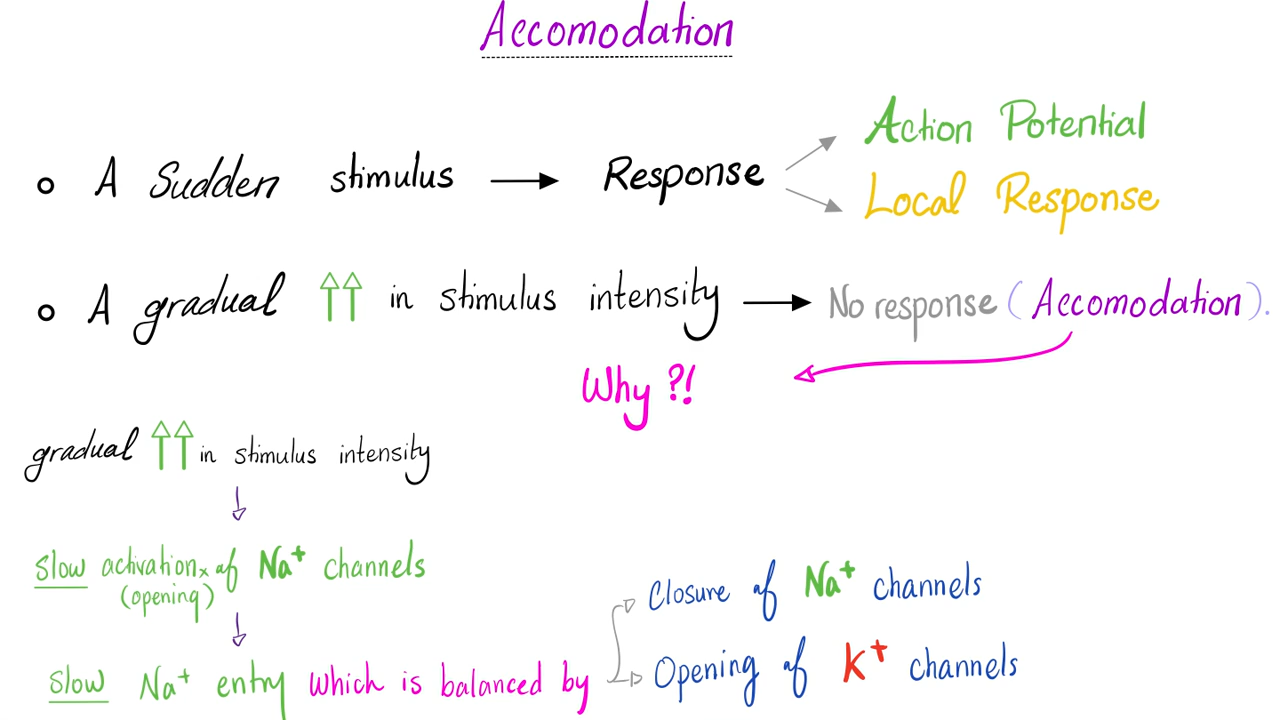 Accomodation
o A Sudden stimulus → Response
Action Potential
Local Response
o A gradual ⇑⇑ in stimulus intensity → No response (Accomodation).
Why ?!
gradual ⇑⇑ in stimulus intensity
Slow activation of Na+ channels
(opening)
Slow Na+ entry Which is balanced by
Closure of Na+ channels
Opening of K+ channels